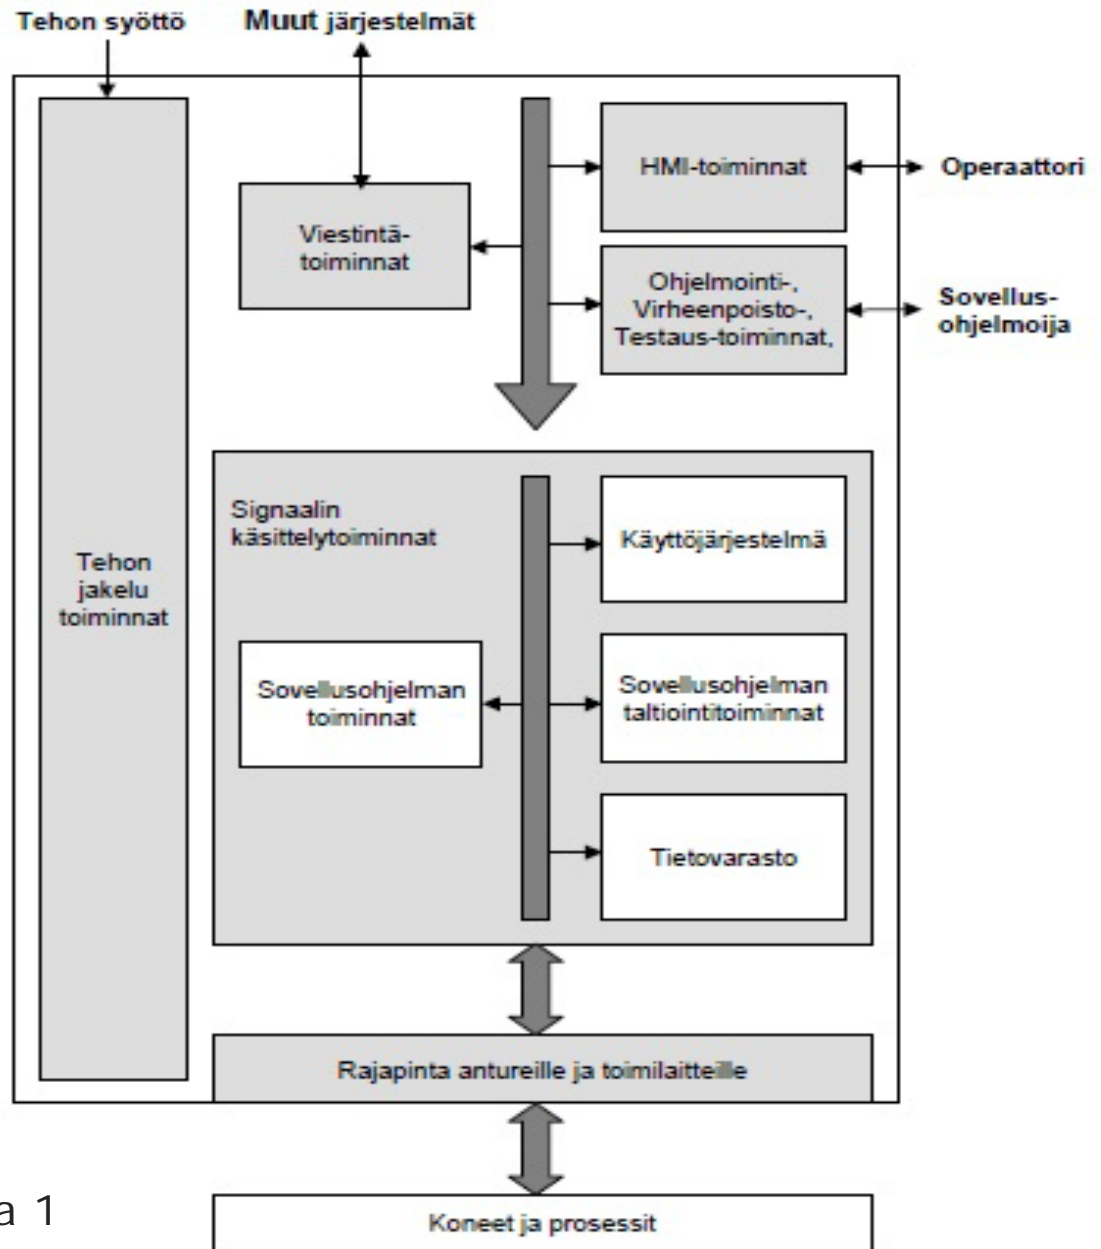 Tehon syöttö
Muut järjestelmät
HMI-toiminnat
Operaattori
Viestintä-
toiminnat
Ohjelmointi-,
Virheenpoisto-,
Testaus-toiminnat,
Sovellus-
ohjelmoija
Tehon
jakelu
toiminnat
Signaalin
käsittelytoiminnat
Käyttöjärjestelmä
Sovellusohjelman
toiminnat
Sovellusohjelman
taltiointitoiminnat
Tietovarasto
Rajapinta antureille ja toimilaitteille
Koneet ja prosessit
a 1